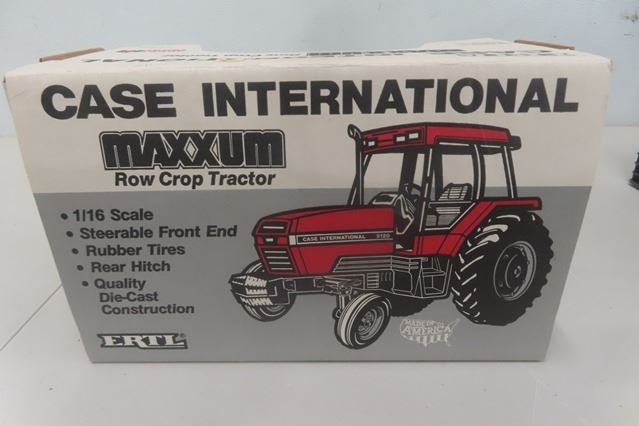 CASE INTERNATIONAL
MAXXUM
Row Crop Tractor
• 1/16 Scale
• Steerable Front End
• Rubber Tires
• Rear Hitch
• Quality
Die-Cast
Construction
ERTL®
CASE INTERNATIONAL 5120
MADE IN
AMERICA